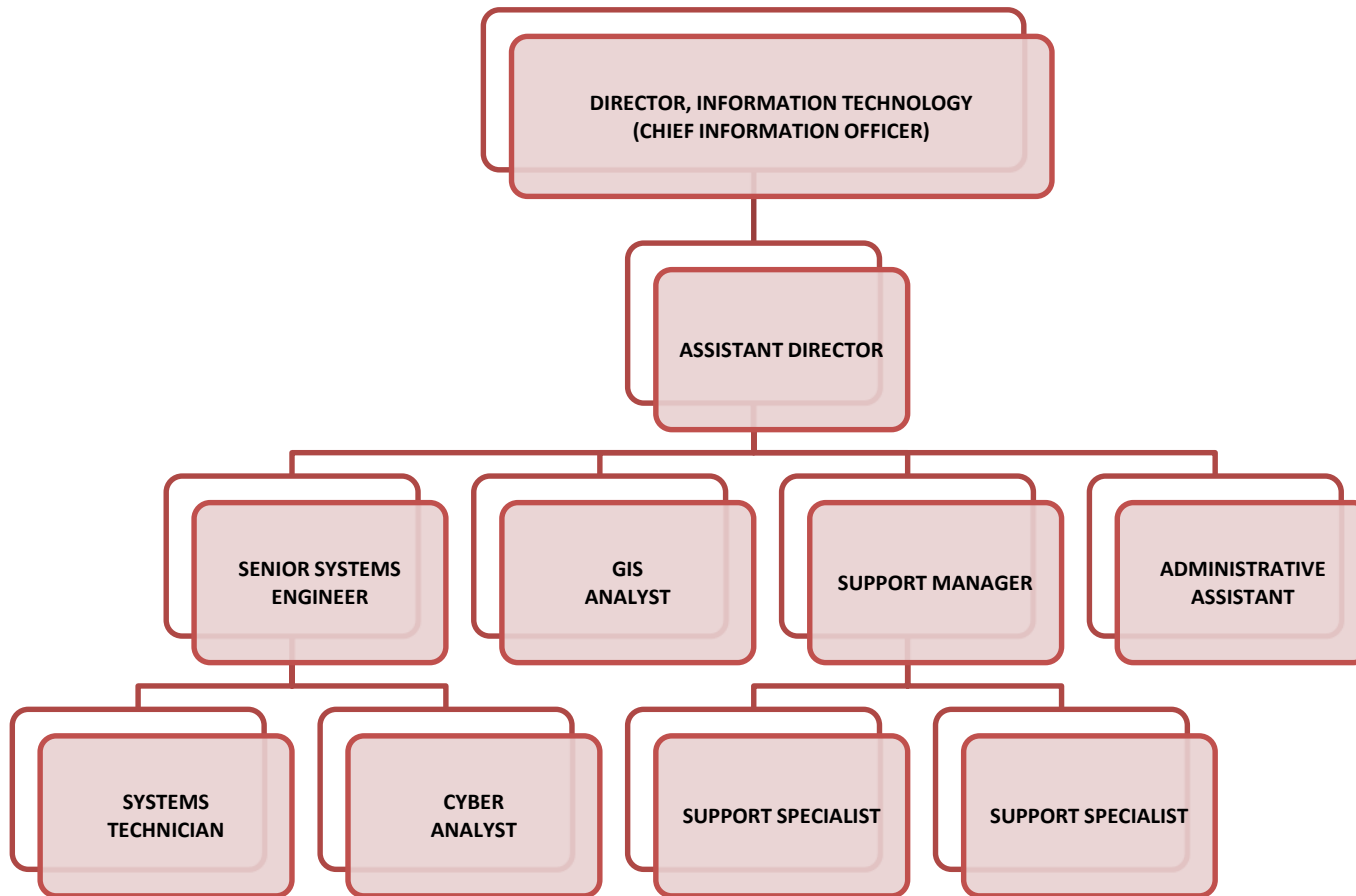 DIRECTOR, INFORMATION TECHNOLOGY
(CHIEF INFORMATION OFFICER)
ASSISTANT DIRECTOR
SENIOR SYSTEMS
ENGINEER
GIS
ANALYST
SUPPORT MANAGER
ADMINISTRATIVE
ASSISTANT
SYSTEMS
TECHNICIAN
CYBER
ANALYST
SUPPORT SPECIALIST
SUPPORT SPECIALIST